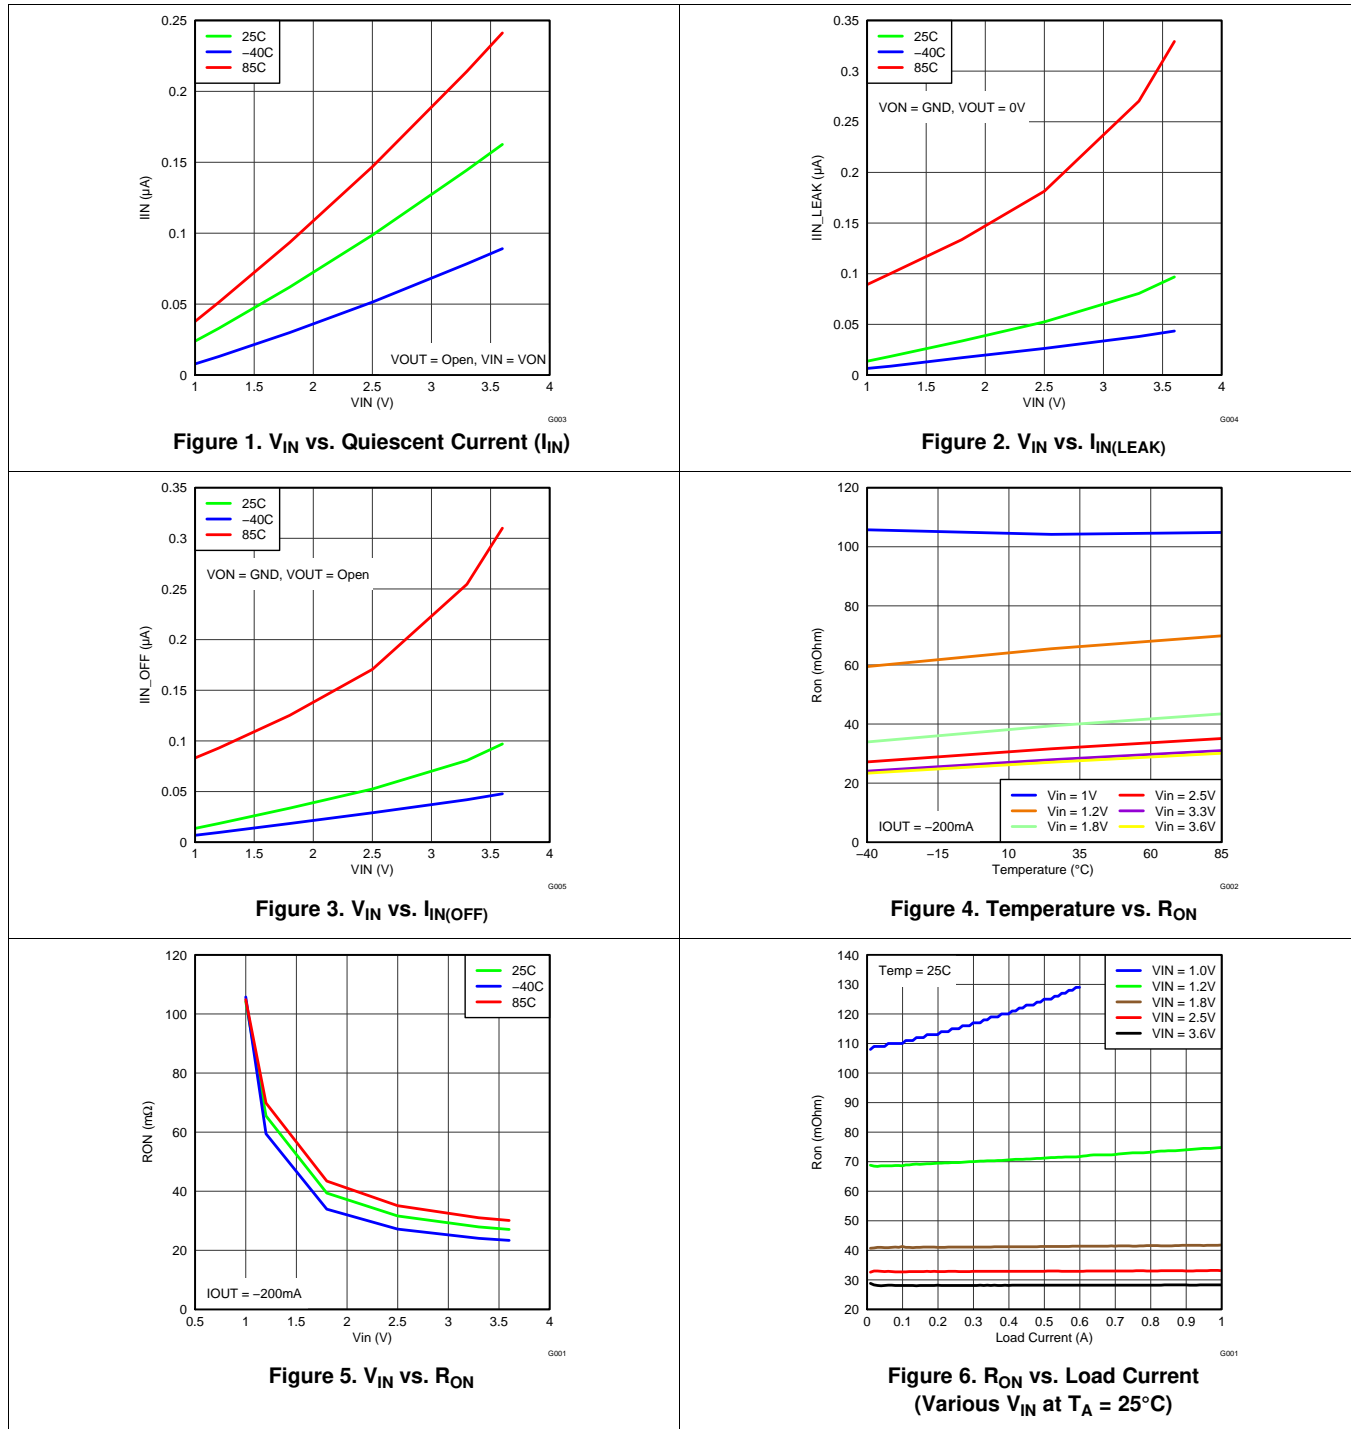 0.25
0.2
0.15
0.1
0.05
0
IIN (µA)
25C
−40C
85C
VOUT = Open, VIN = VON
1 1.5 2 2.5 3 3.5 4
VIN (V)
G003
Figure 1. VIN vs. Quiescent Current (IIN)
0.35
0.3
0.25
0.2
0.15
0.1
0.05
0
IIN_LEAK (µA)
25C
−40C
85C
VON = GND, VOUT = 0V
1 1.5 2 2.5 3 3.5 4
VIN (V)
G004
Figure 2. VIN vs. IIN(LEAK)
0.35
0.3
0.25
0.2
0.15
0.1
0.05
0
IIN_OFF (µA)
25C
−40C
85C
VON = GND, VOUT = Open
1 1.5 2 2.5 3 3.5 4
VIN (V)
G005
Figure 3. VIN vs. IIN(OFF)
120
100
80
60
40
20
0
Ron (mOhm)
Vin = 1V Vin = 2.5V
Vin = 1.2V Vin = 3.3V
Vin = 1.8V Vin = 3.6V
IOUT = −200mA
−40 −15 10 35 60 85
Temperature (°C)
G002
Figure 4. Temperature vs. RON
120
100
80
60
40
20
0
RON (mΩ)
25C
−40C
85C
IOUT = −200mA
0.5 1 1.5 2 2.5 3 3.5 4
Vin (V)
G001
Figure 5. VIN vs. RON
140
130
120
110
100
90
80
70
60
50
40
30
20
Ron (mOhm)
Temp = 25C
VIN = 1.0V
VIN = 1.2V
VIN = 1.8V
VIN = 2.5V
VIN = 3.6V
0 0.1 0.2 0.3 0.4 0.5 0.6 0.7 0.8 0.9 1
Load Current (A)
G001
Figure 6. RON vs. Load Current
(Various VIN at TA = 25°C)